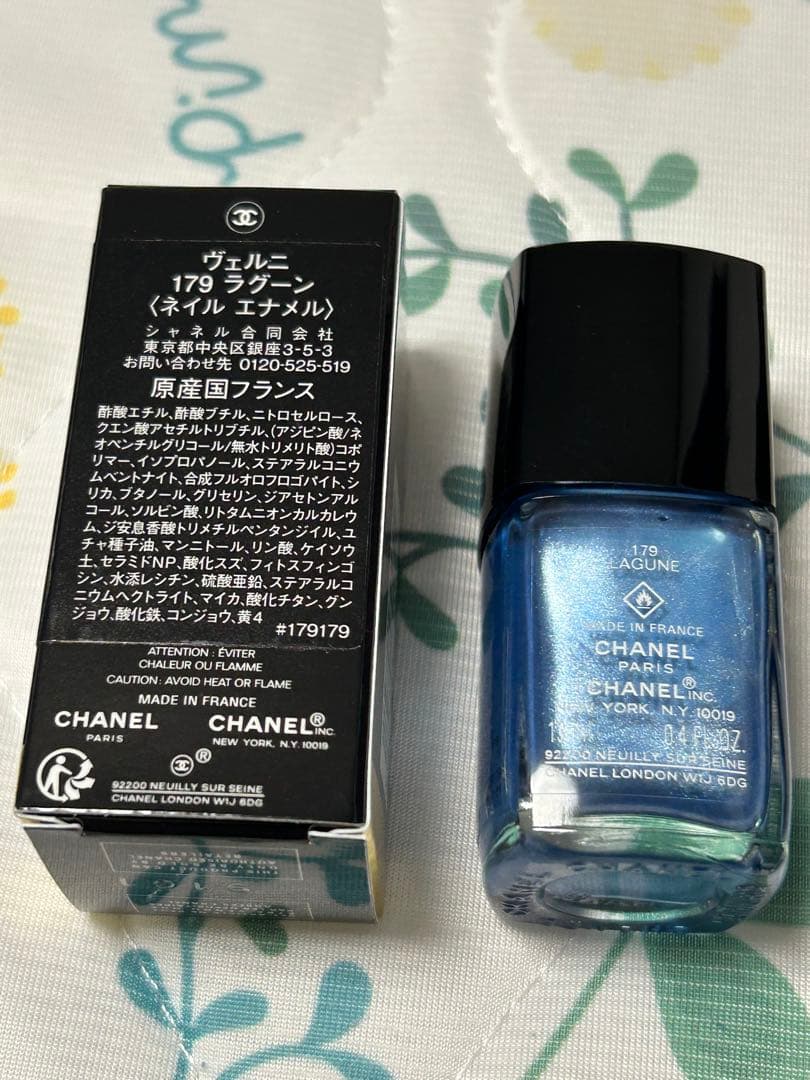 ヴェルニ
179 ラグーン
〈ネイル エナメル〉
シャネル合同会社
東京都中央区銀座3-5-3
お問い合わせ先 0120-525-519
原産国フランス
酢酸エチル、酢酸ブチル、ニトロセルロース、
クエン酸アセチルトリブチル、(アジピン酸/ネ
オペンチルグリコール/無水トリメリト酸)コポ
リマー、イソプロパノール、ステアラルコニウ
ムベントナイト、合成フルオロフロゴパイト、シ
リカ、ブタノール、グリセリン、ジアセトンアル
コール、ソルビン酸、リトタムニオンカルカレウ
ム、ジ安息香酸トリメチルペンタンジイル、ユ
チャ種子油、マンニトール、リン酸、ケイソウ
土、セラミドNP、酸化スズ、フィトスフィンゴ
シン、水添レシチン、硫酸亜鉛、ステアラルコ
ニウムヘクトライト、マイカ、酸化チタン、グン
ジョウ、酸化鉄、コンジョウ、黄4
#179179
ATTENTION : ÉVITER
CHALEUR OU FLAMME
CAUTION: AVOID HEAT OR FLAME
MADE IN FRANCE
CHANEL
PARIS
CHANEL® INC.
NEW YORK, N.Y. 10019
®
92200 NEUILLY SUR SEINE
CHANEL LONDON W1J 6DG
179
LAGUNE
MADE IN FRANCE
CHANEL
PARIS
CHANEL® INC.
NEW YORK, N.Y. 10019
0.4 FL. OZ.
92200 NEUILLY SUR SEINE
CHANEL LONDON W1J 6DG